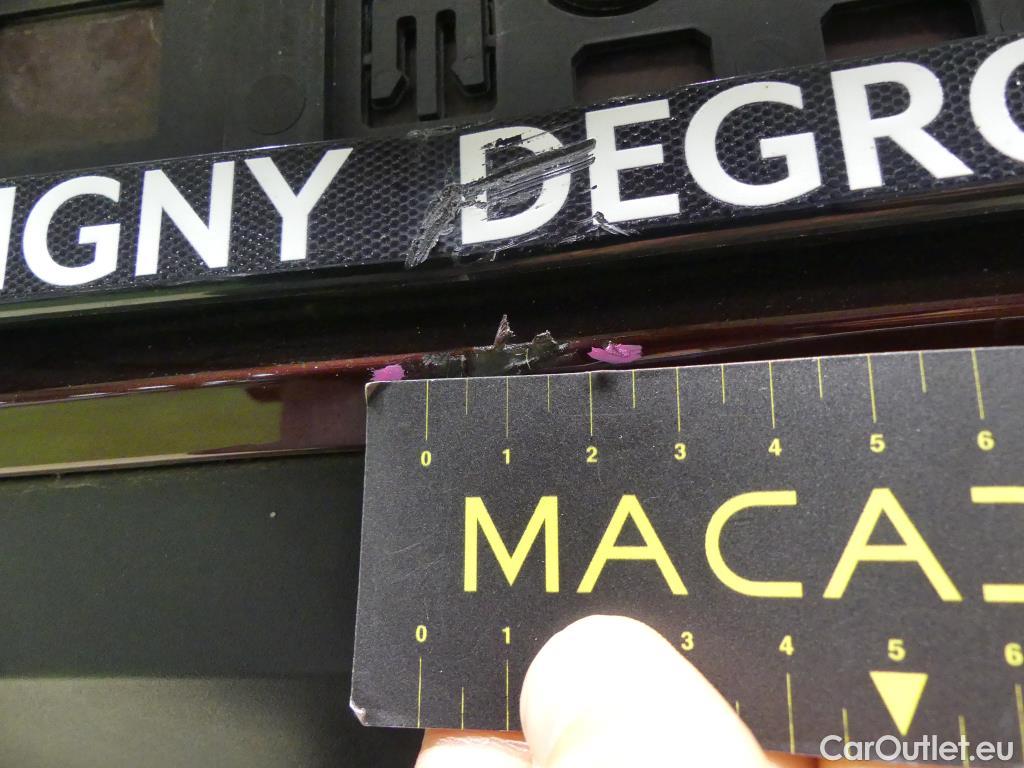 IGNY DEGRO
0 1 2 3 4 5 6
MACA
0 1 3 4 5 6
CarOutlet.eu